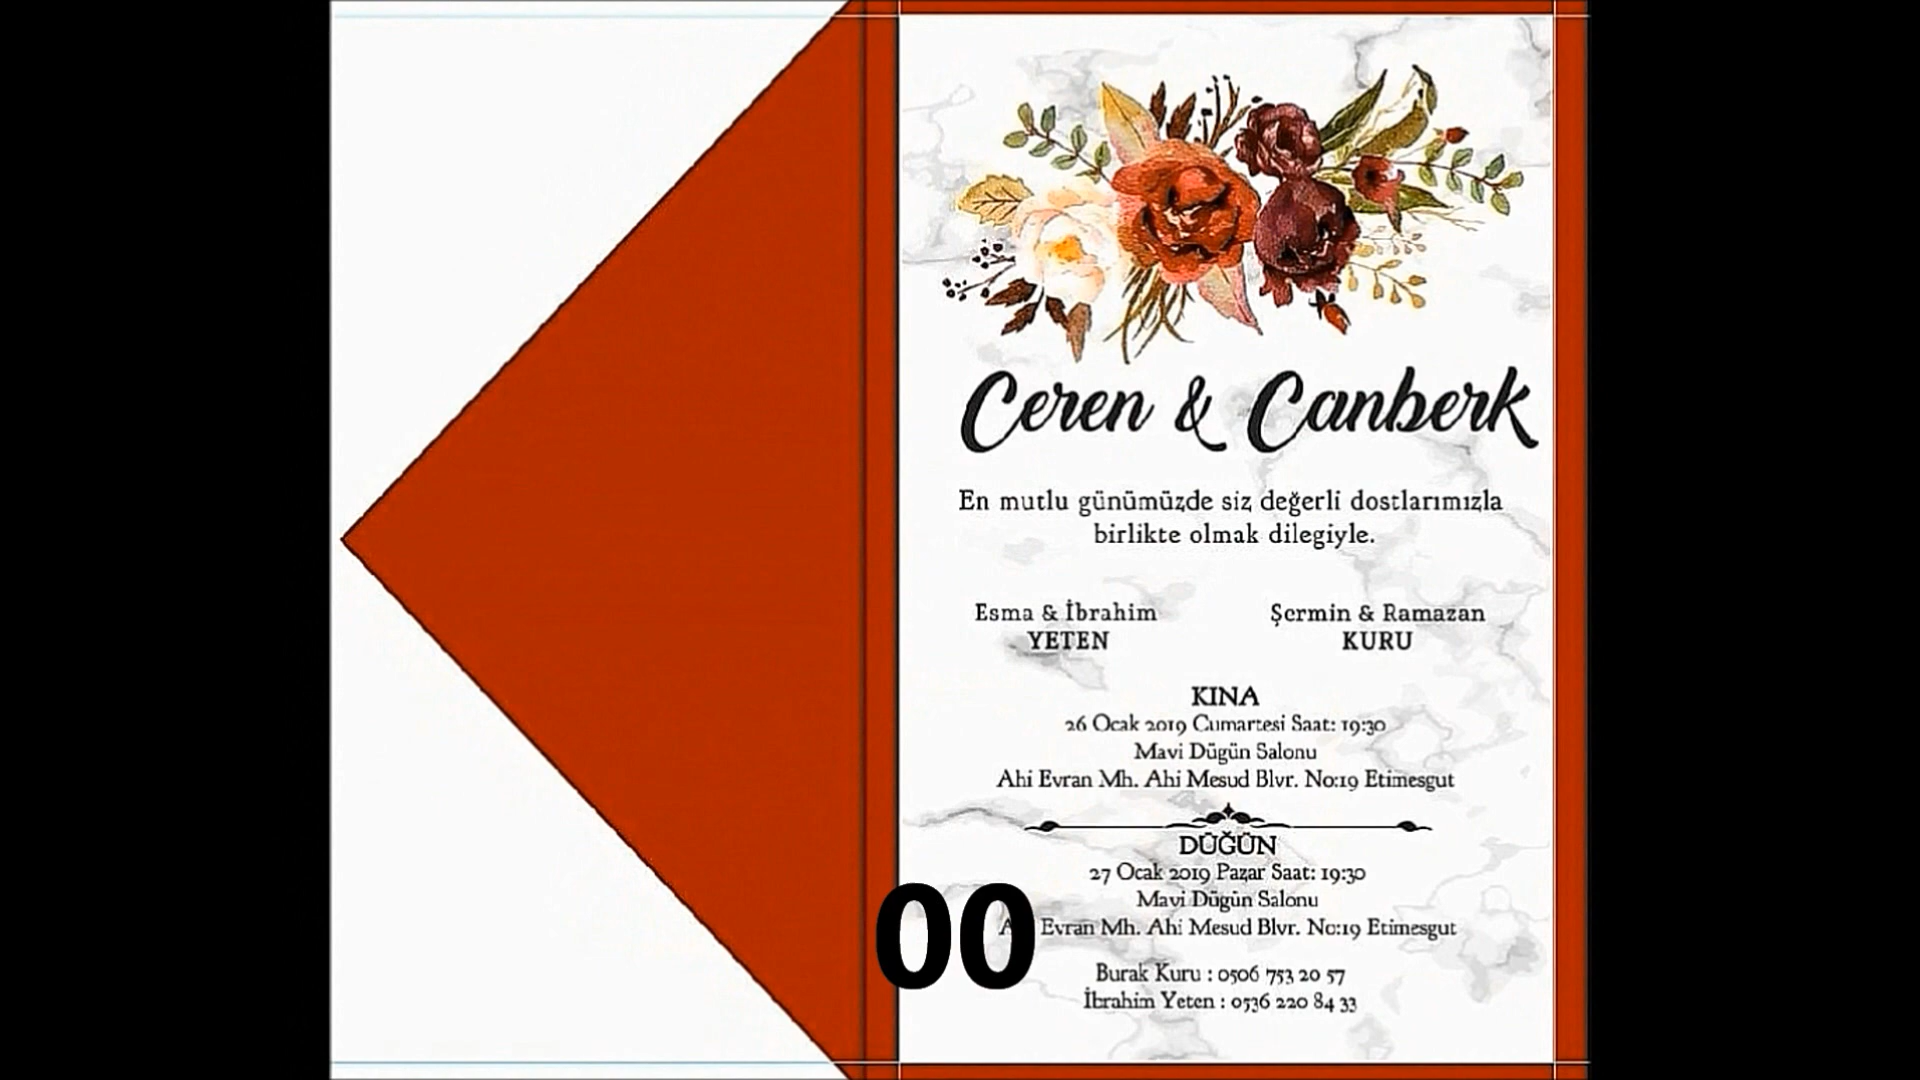 Ceren & Canberk
En mutlu günümüzde siz değerli dostlarımızla
birlikte olmak dilegiyle.
Esma & İbrahim
YETEN
Şermin & Ramazan
KURU
KINA
26 Ocak 2019 Cumartesi Saat: 19:30
Mavi Dügün Salonu
Ahi Evran Mh. Ahi Mesud Blvr. No:19 Etimesgut
DÜĞÜN
27 Ocak 2019 Pazar Saat: 19:30
Mavi Dügün Salonu
Evran Mh. Ahi Mesud Blvr. No:19 Etimesgut
00
Burak Kuru : 0506 753 20 57
İbrahim Yeten : 0536 220 84 33